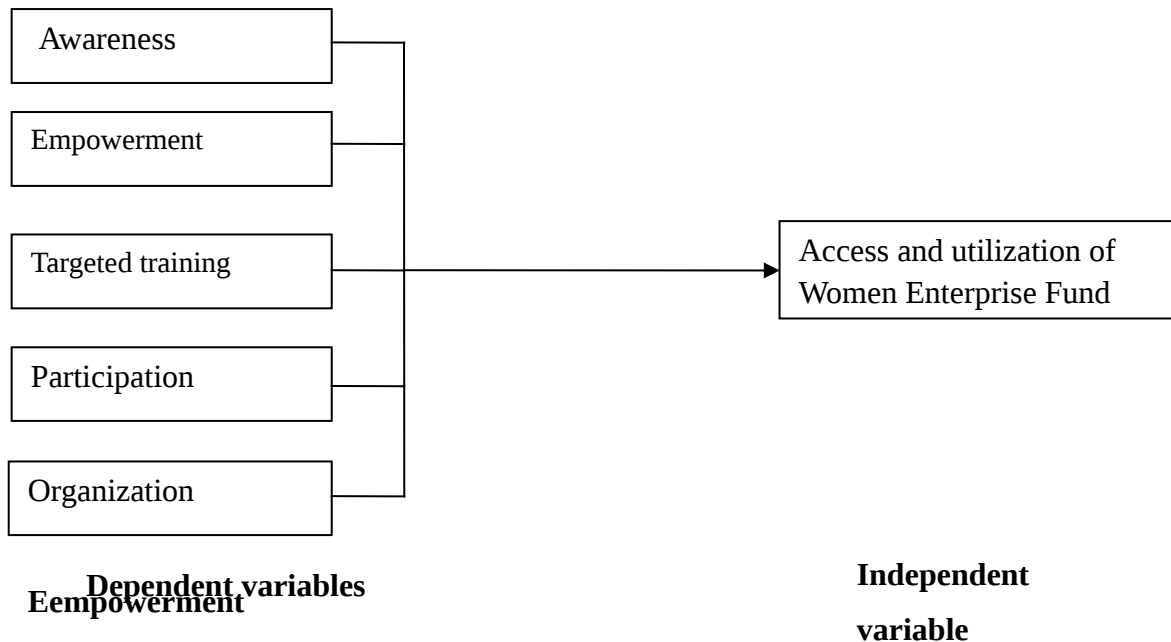 Awareness
Empowerment
Targeted training
Participation
Organization
Access and utilization of
Women Enterprise Fund
Dependent variables
Eempowerment
Independent
variable